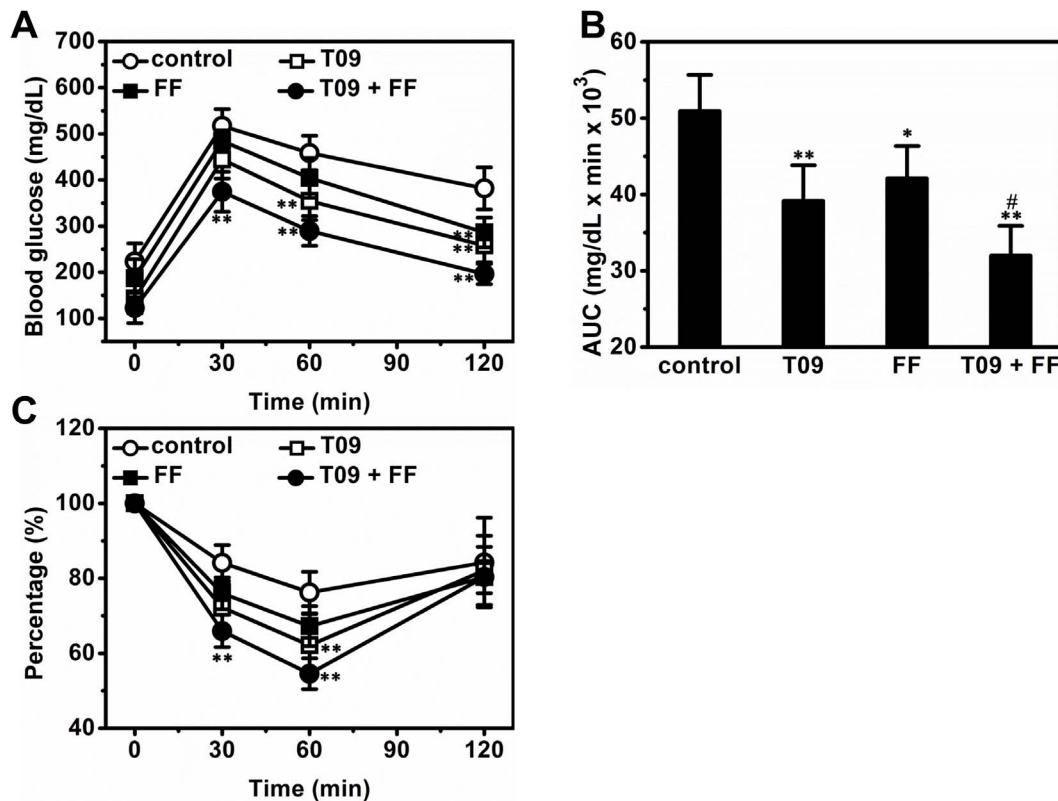 A
Blood glucose (mg/dL)
700
600
500
400
300
200
100
control
T09
FF
T09 + FF
**
**
**
**
**
**
0
30
60
90
120
Time (min)
B
AUC (mg/dL x min x 10³)
60
50
40
30
20
**
*
#
**
control
T09
FF
T09 + FF
C
Percentage (%)
120
100
80
60
40
control
T09
FF
T09 + FF
**
**
**
0
30
60
90
120
Time (min)